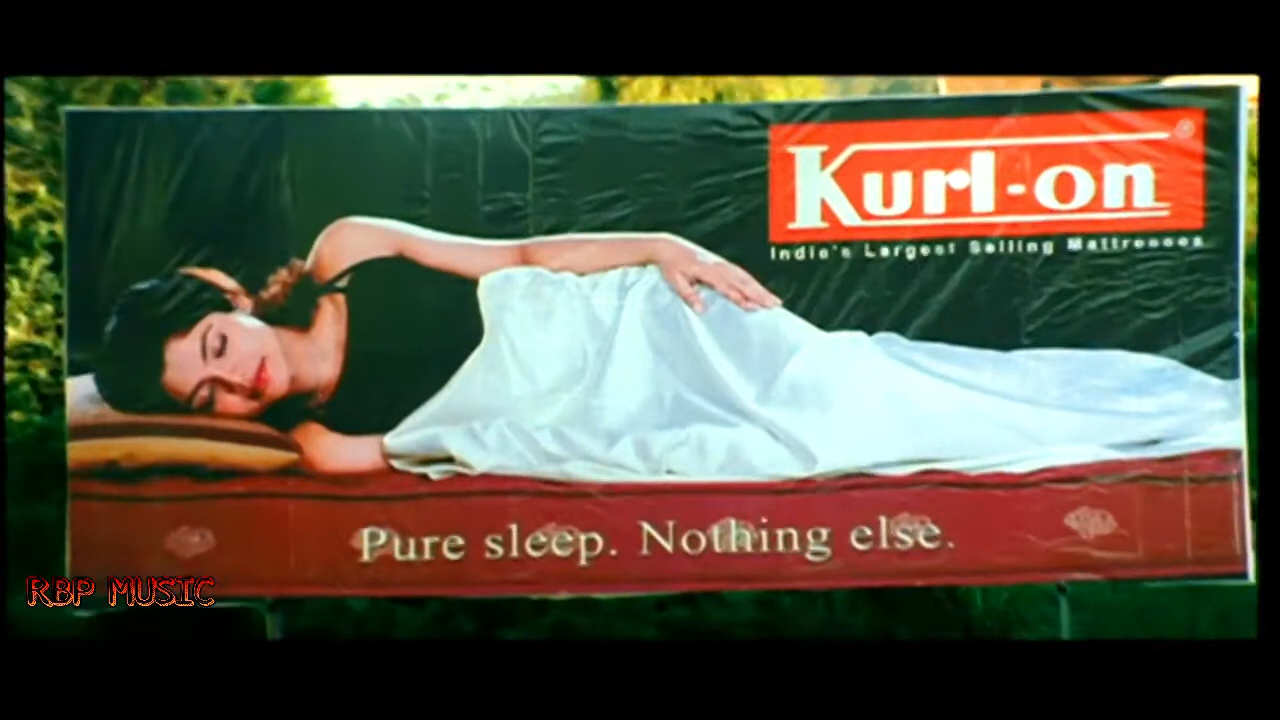 Kurl-on®
India's Largest Selling Mattresses
Pure sleep. Nothing else.
RBP MUSIC